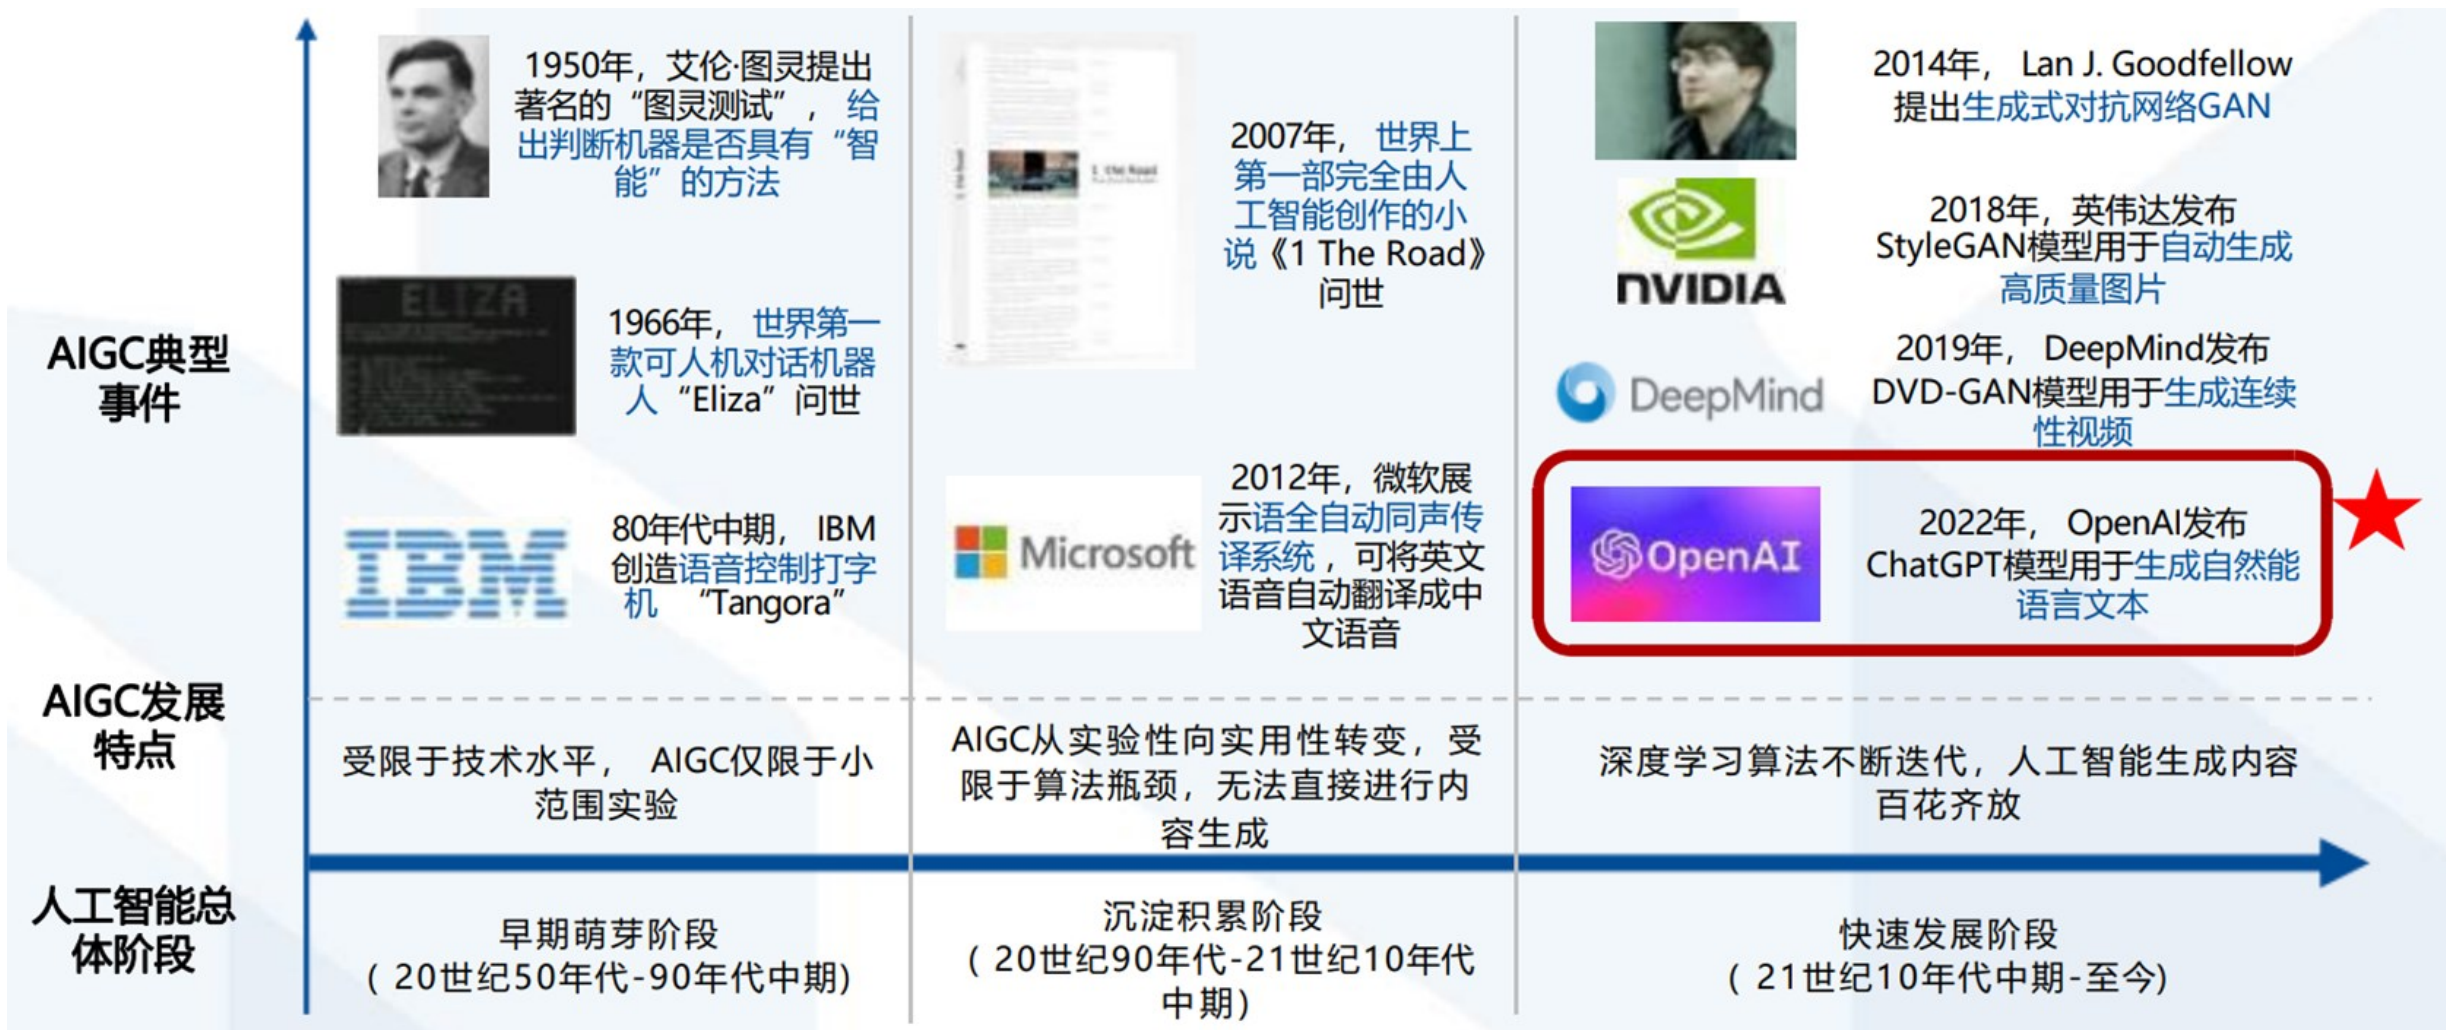 AIGC典型
事件
1950年，艾伦·图灵提出
著名的“图灵测试”，给
出判断机器是否具有“智
能”的方法
ELIZA
1966年， 世界第一
款可人机对话机器
人“Eliza”问世
IBM
80年代中期， IBM
创造语音控制打字
机 “Tangora”
1 the Road
2007年， 世界上
第一部完全由人
工智能创作的小
说《1 The Road》
问世
Microsoft
2012年，微软展
示语全自动同声传
译系统，可将英文
语音自动翻译成中
文语音
2014年， Lan J. Goodfellow
提出生成式对抗网络GAN
NVIDIA
2018年，英伟达发布
StyleGAN模型用于自动生成
高质量图片
DeepMind
2019年， DeepMind发布
DVD-GAN模型用于生成连续
性视频
OpenAI
2022年， OpenAI发布
ChatGPT模型用于生成自然能
语言文本
AIGC发展
特点
受限于技术水平， AIGC仅限于小
范围实验
AIGC从实验性向实用性转变，受
限于算法瓶颈，无法直接进行内
容生成
深度学习算法不断迭代，人工智能生成内容
百花齐放
人工智能总
体阶段
早期萌芽阶段
( 20世纪50年代-90年代中期)
沉淀积累阶段
( 20世纪90年代-21世纪10年代
中期)
快速发展阶段
( 21世纪10年代中期-至今)